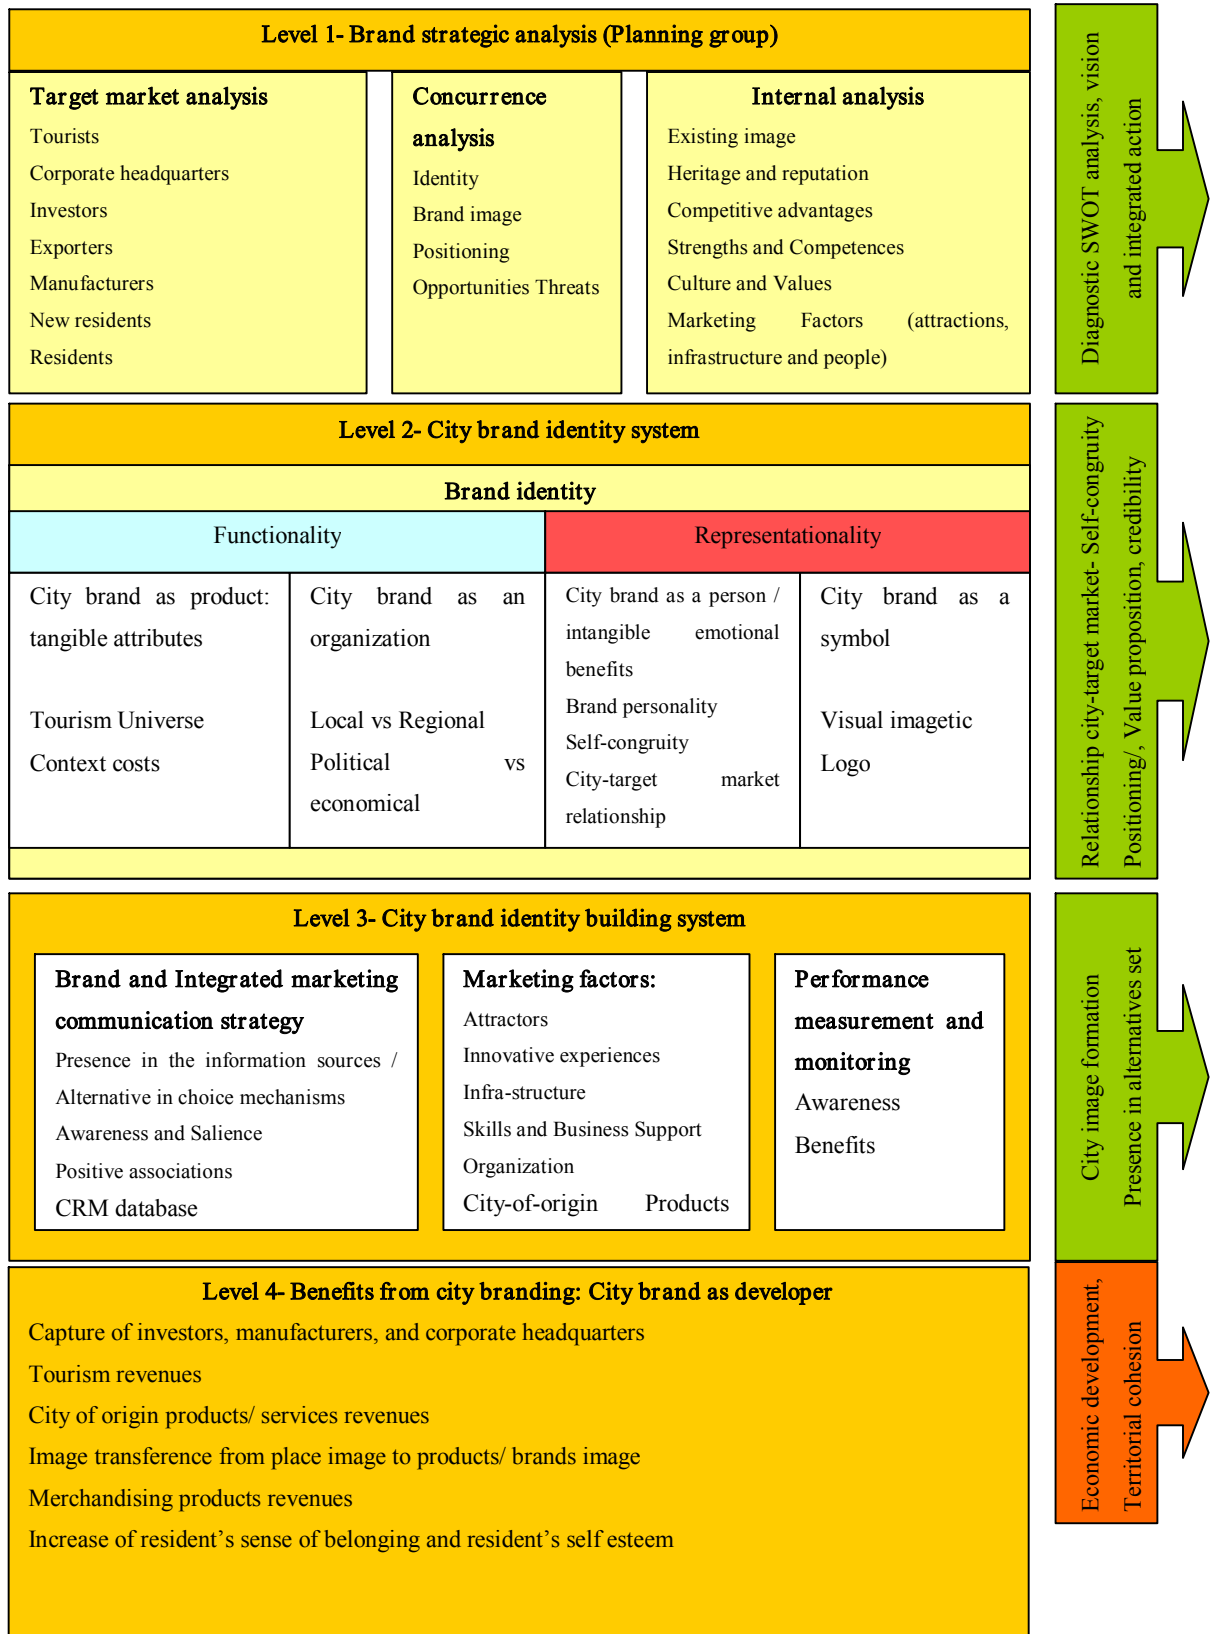 Level 1- Brand strategic analysis (Planning group)
Target market analysis
Tourists
Corporate headquarters
Investors
Exporters
Manufacturers
New residents
Residents
Concurrence
analysis
Identity
Brand image
Positioning
Opportunities Threats
Internal analysis
Existing image
Heritage and reputation
Competitive advantages
Strengths and Competences
Culture and Values
Marketing Factors (attractions,
infrastructure and people)
Diagnostic SWOT analysis, vision
and integrated action
Level 2- City brand identity system
Brand identity
Functionality
Representationality
City brand as product:
tangible attributes
Tourism Universe
Context costs
City brand as an
organization
Local vs Regional
Political vs
economical
City brand as a person /
intangible emotional
benefits
Brand personality
Self-congruity
City-target market
relationship
City brand as a
symbol
Visual imagetic
Logo
Relationship city-target market- Self-congruity
Positioning/, Value proposition, credibility
Level 3- City brand identity building system
Brand and Integrated marketing
communication strategy
Presence in the information sources /
Alternative in choice mechanisms
Awareness and Salience
Positive associations
CRM database
Marketing factors:
Attractors
Innovative experiences
Infra-structure
Skills and Business Support
Organization
City-of-origin Products
Performance
measurement and
monitoring
Awareness
Benefits
City image formation
Presence in alternatives set
Level 4- Benefits from city branding: City brand as developer
Capture of investors, manufacturers, and corporate headquarters
Tourism revenues
City of origin products/ services revenues
Image transference from place image to products/ brands image
Merchandising products revenues
Increase of resident’s sense of belonging and resident’s self esteem
Economic development,
Territorial cohesion